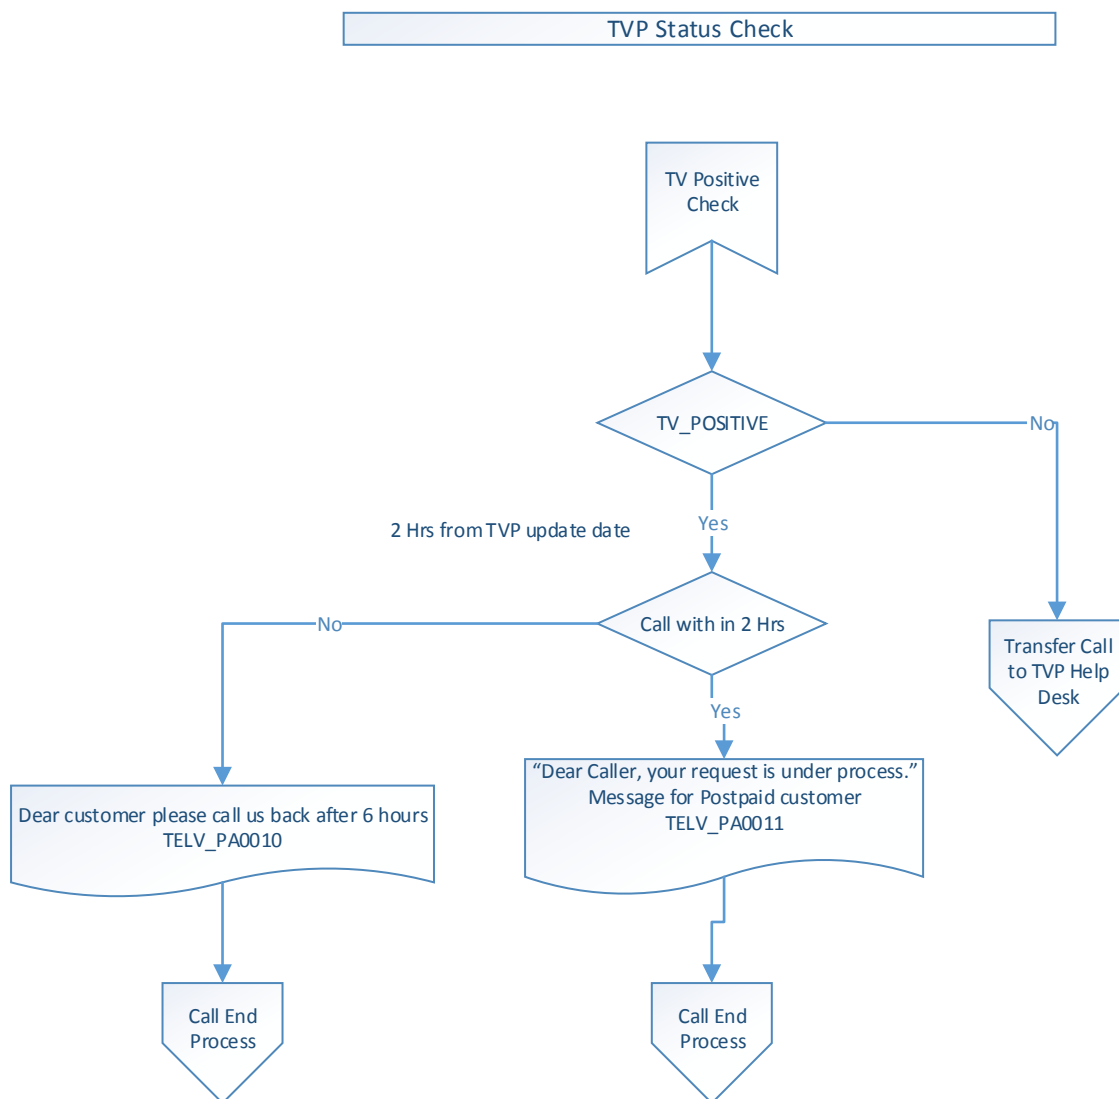 TVP Status Check
TV Positive
Check
TV_POSITIVE
No
Yes
2 Hrs from TVP update date
Call with in 2 Hrs
No
Transfer Call
to TVP Help
Desk
Yes
"Dear Caller, your request is under process."
Message for Postpaid customer
TELV_PA0011
Dear customer please call us back after 6 hours
TELV_PA0010
Call End
Process
Call End
Process